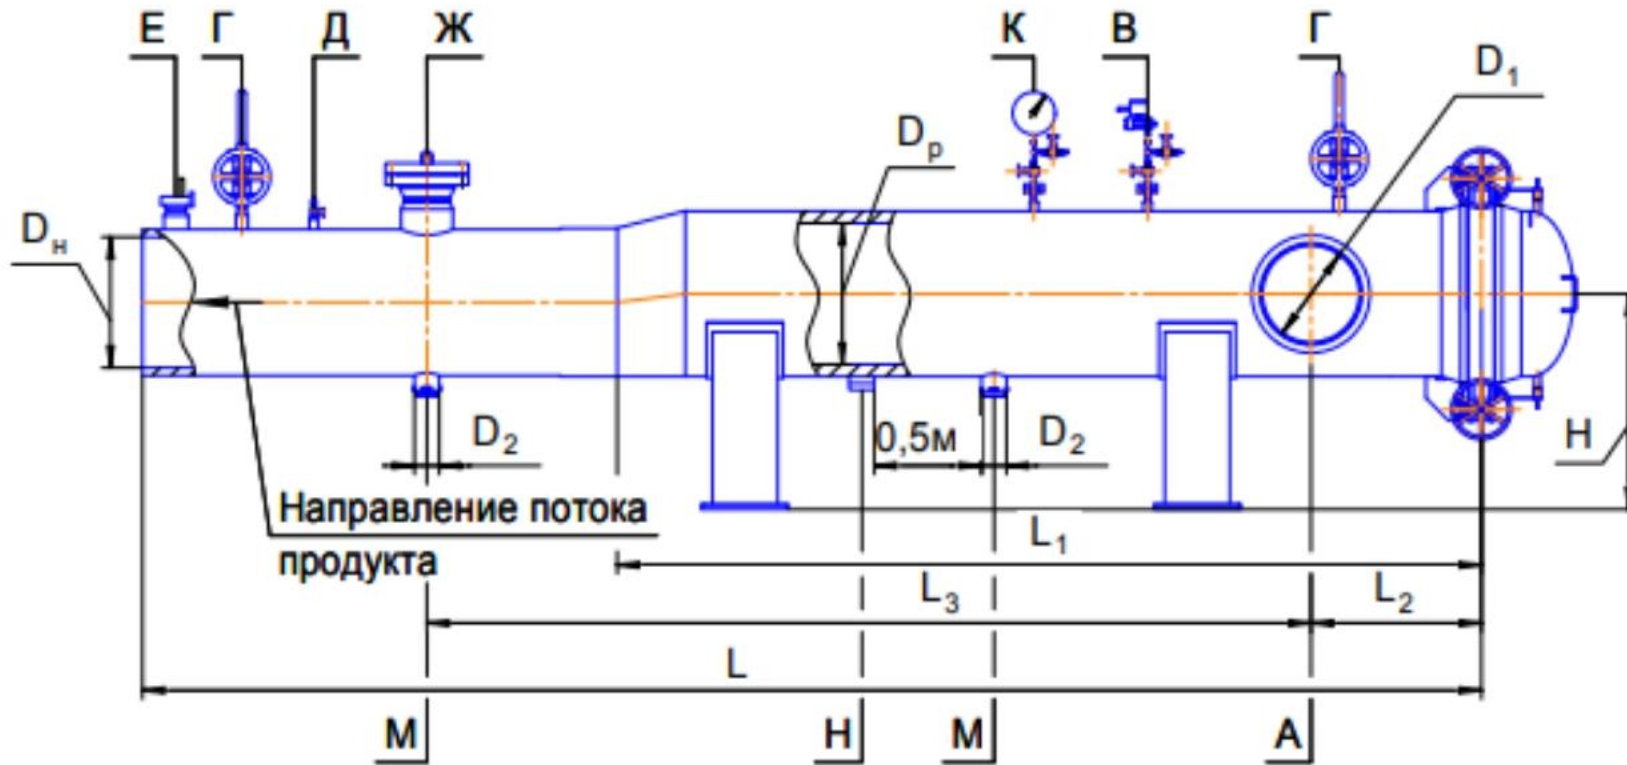 Е Г Д Ж К В Г
D₁
Dр
Dн
D₂ 0,5м D₂ Н
Направление потока
продукта
L₁
L₃ L₂
L
М Н М А